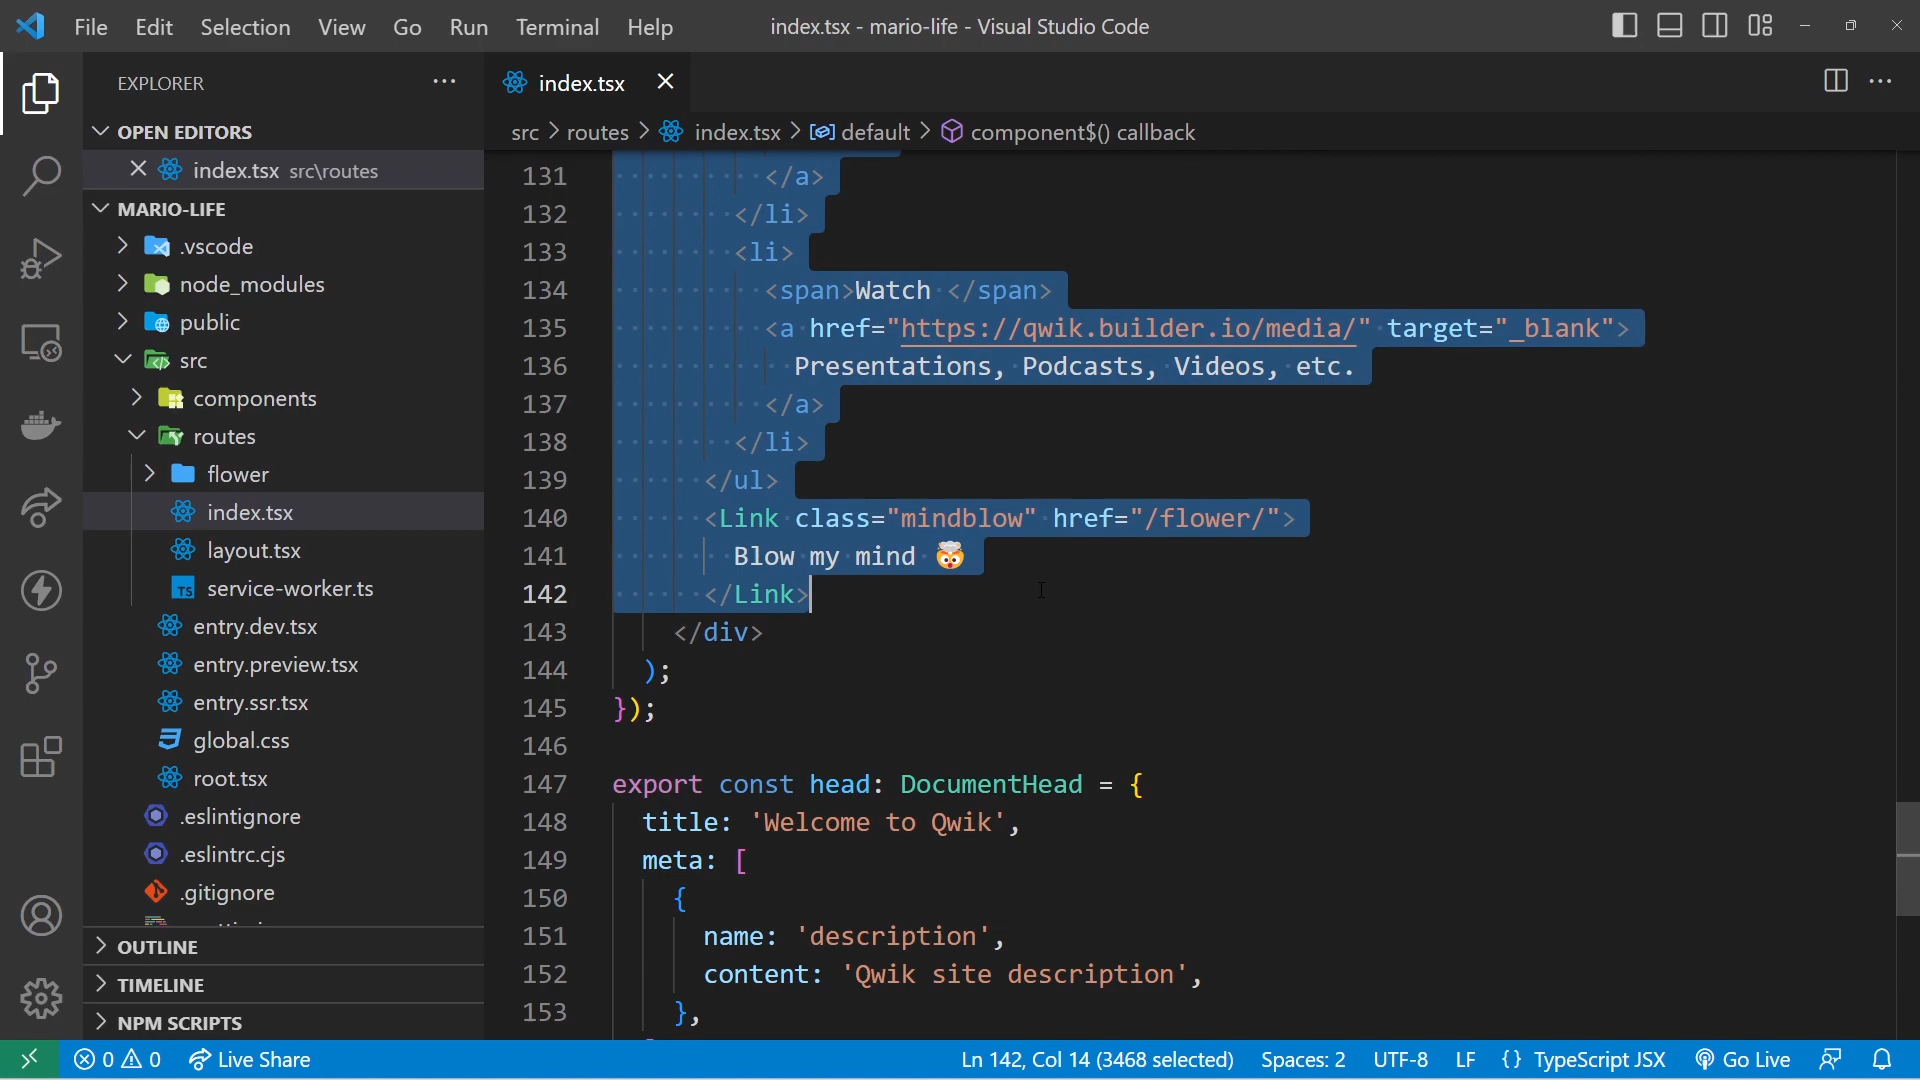 File Edit Selection View Go Run Terminal Help index.tsx - mario-life - Visual Studio Code
EXPLORER
OPEN EDITORS
index.tsx src\routes
MARIO-LIFE
.vscode
node_modules
public
src
components
routes
flower
index.tsx
layout.tsx
service-worker.ts
entry.dev.tsx
entry.preview.tsx
entry.ssr.tsx
global.css
root.tsx
.eslintignore
.eslintrc.cjs
.gitignore
OUTLINE
TIMELINE
NPM SCRIPTS
index.tsx
src > routes > index.tsx > default > component$() callback
131 </a>
132 </li>
133 <li>
134 <span>Watch </span>
135 <a href="https://qwik.builder.io/media/" target="_blank">
136 Presentations, Podcasts, Videos, etc.
137 </a>
138 </li>
139 </ul>
140 <Link class="mindblow" href="/flower/">
141 Blow my mind 🤯
142 </Link>
143 </div>
144 );
145 });
146
147 export const head: DocumentHead = {
148 title: 'Welcome to Qwik',
149 meta: [
150 {
151 name: 'description',
152 content: 'Qwik site description',
153 },
0 0 Live Share Ln 142, Col 14 (3468 selected) Spaces: 2 UTF-8 LF {} TypeScript JSX Go Live